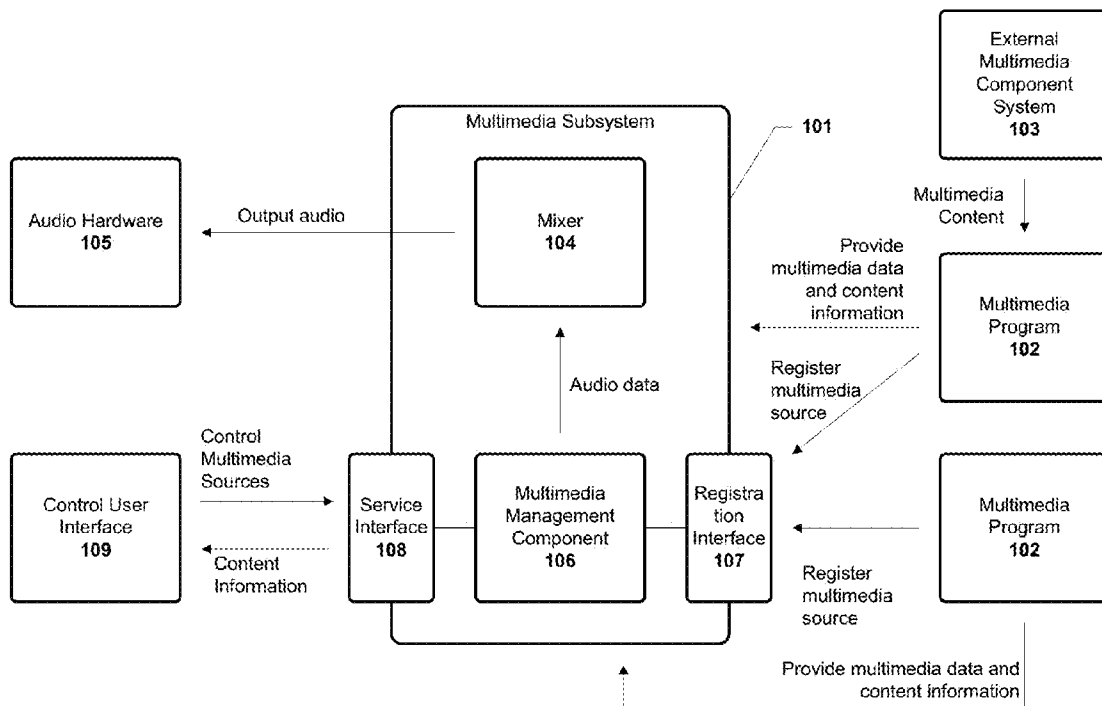 External
Multimedia
Component
System
103
Multimedia Subsystem
101
Audio Hardware
105
Output audio
Mixer
104
Multimedia
Content
Provide
multimedia data
and content
information
Multimedia
Program
102
Audio data
Register
multimedia
source
Control
Multimedia
Sources
Control User
Interface
109
Service
Interface
108
Multimedia
Management
Component
106
Registra
tion
Interface
107
Multimedia
Program
102
Content
Information
Register
multimedia
source
Provide multimedia data and
content information